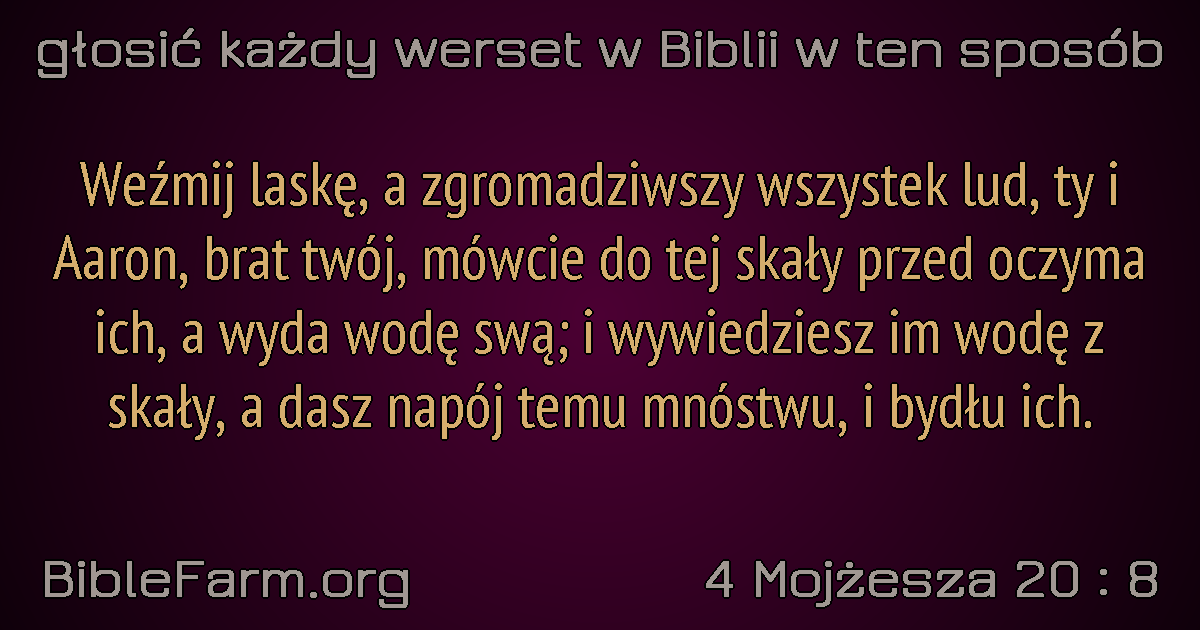 głosić każdy werset w Biblii w ten sposób
Weźmij laskę, a zgromadziwszy wszystek lud, ty i
Aaron, brat twój, mówcie do tej skały przed oczyma
ich, a wyda wodę swą; i wywiedziesz im wodę z
skały, a dasz napój temu mnóstwu, i bydłu ich.
BibleFarm.org
4 Mojżesza 20 : 8